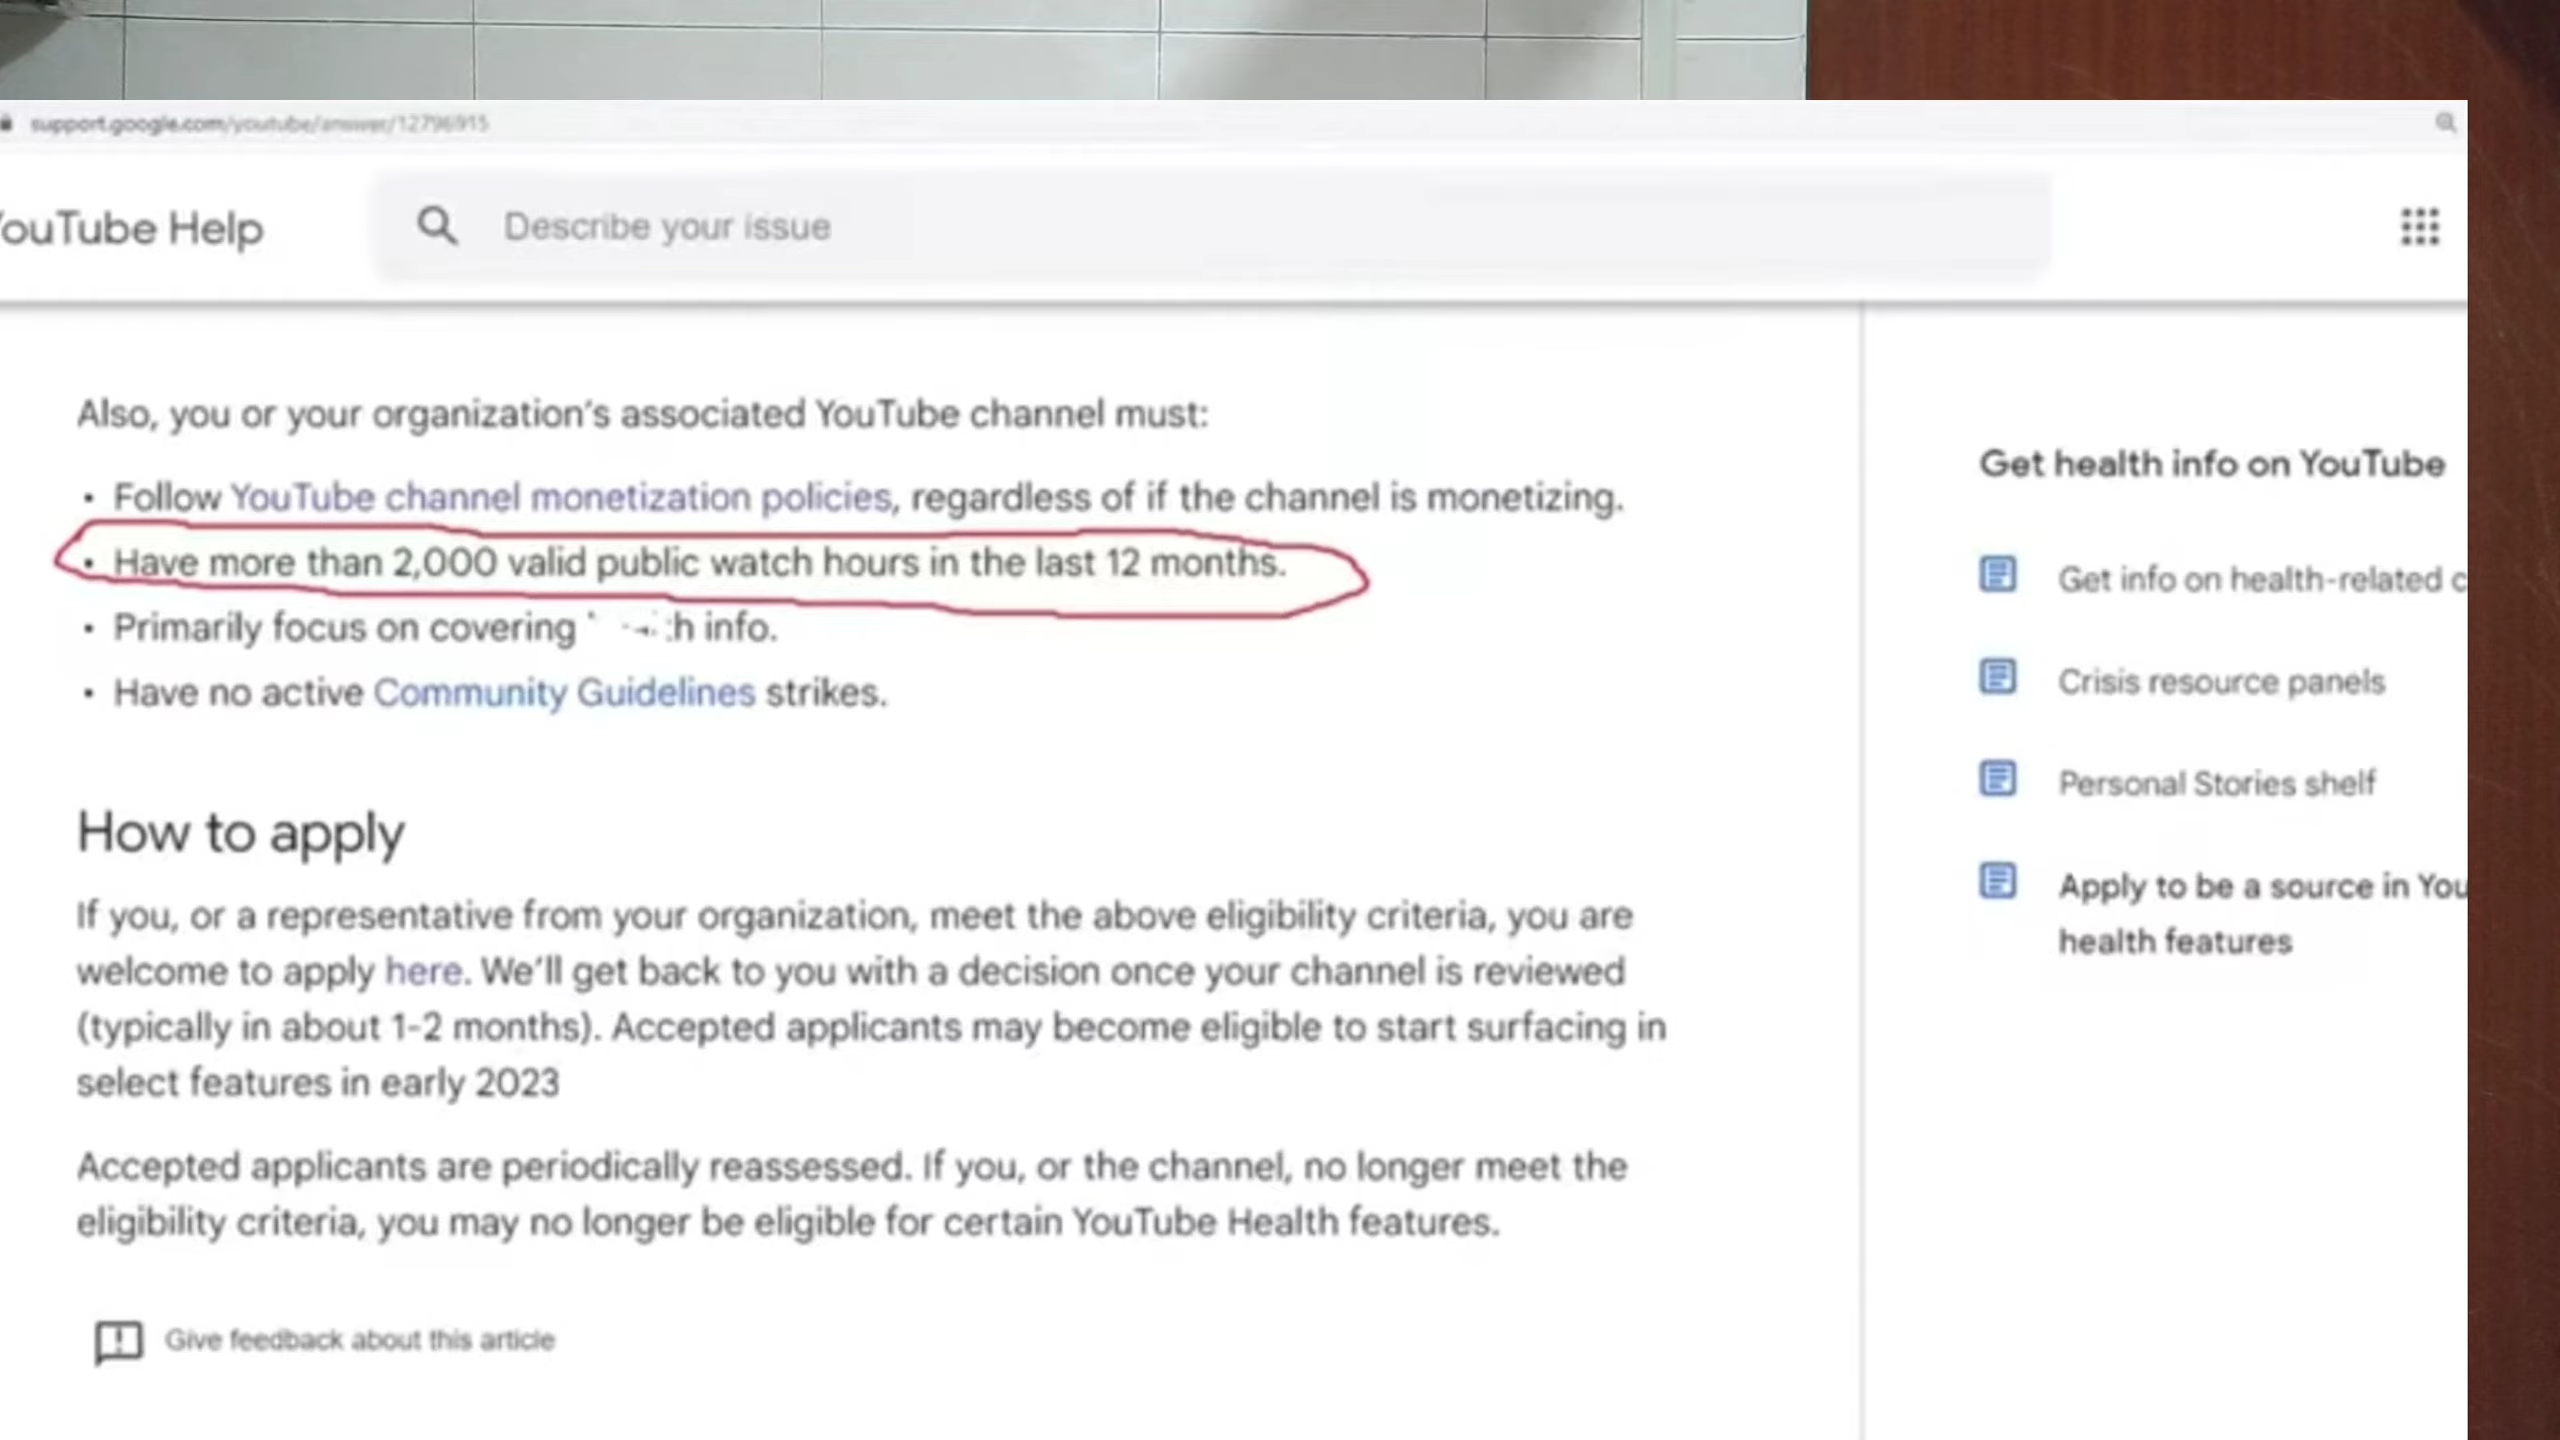 support.google.com/youtube/answer/12796915
YouTube Help
Describe your issue
Also, you or your organization's associated YouTube channel must:
• Follow YouTube channel monetization policies, regardless of if the channel is monetizing.
• Have more than 2,000 valid public watch hours in the last 12 months.
• Primarily focus on covering info.
• Have no active Community Guidelines strikes.
How to apply
If you, or a representative from your organization, meet the above eligibility criteria, you are
welcome to apply here. We'll get back to you with a decision once your channel is reviewed
(typically in about 1-2 months). Accepted applicants may become eligible to start surfacing in
select features in early 2023
Accepted applicants are periodically reassessed. If you, or the channel, no longer meet the
eligibility criteria, you may no longer be eligible for certain YouTube Health features.
Give feedback about this article
Get health info on YouTube
Get info on health-related c
Crisis resource panels
Personal Stories shelf
Apply to be a source in You
health features